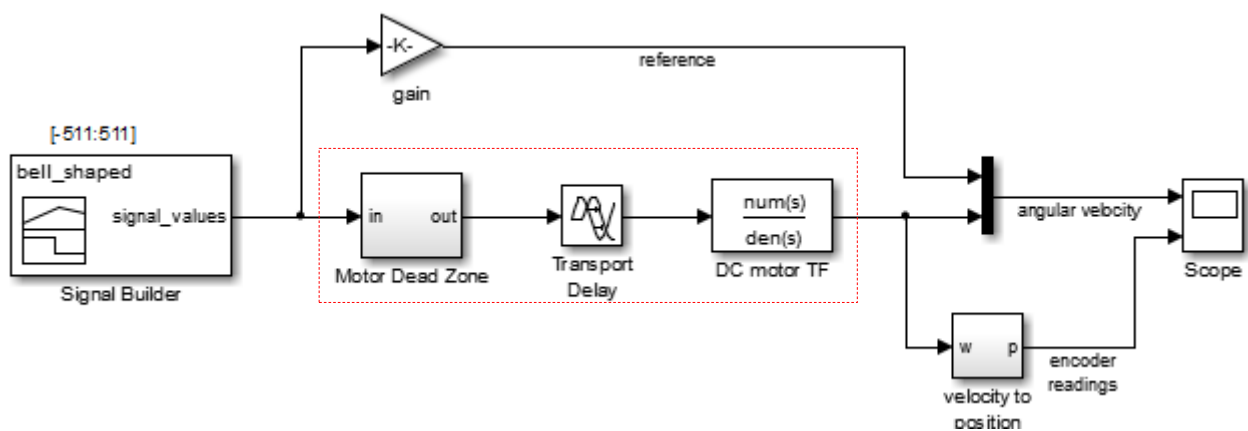 -K-
reference
gain
[-511:511]
bell_shaped
signal_values
Signal Builder
in
out
Motor Dead Zone
Transport
Delay
num(s)
den(s)
DC motor TF
angular velocity
Scope
w
p
encoder
readings
velocity to
position